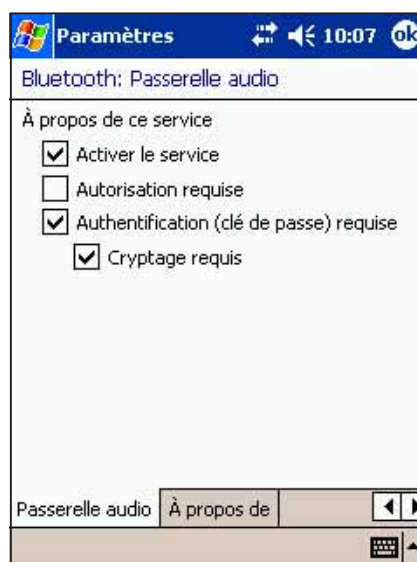 Paramètres 10:07 ok
Bluetooth: Passerelle audio
À propos de ce service
Activer le service
Autorisation requise
Authentification (clé de passe) requise
Cryptage requis
Passerelle audio À propos de